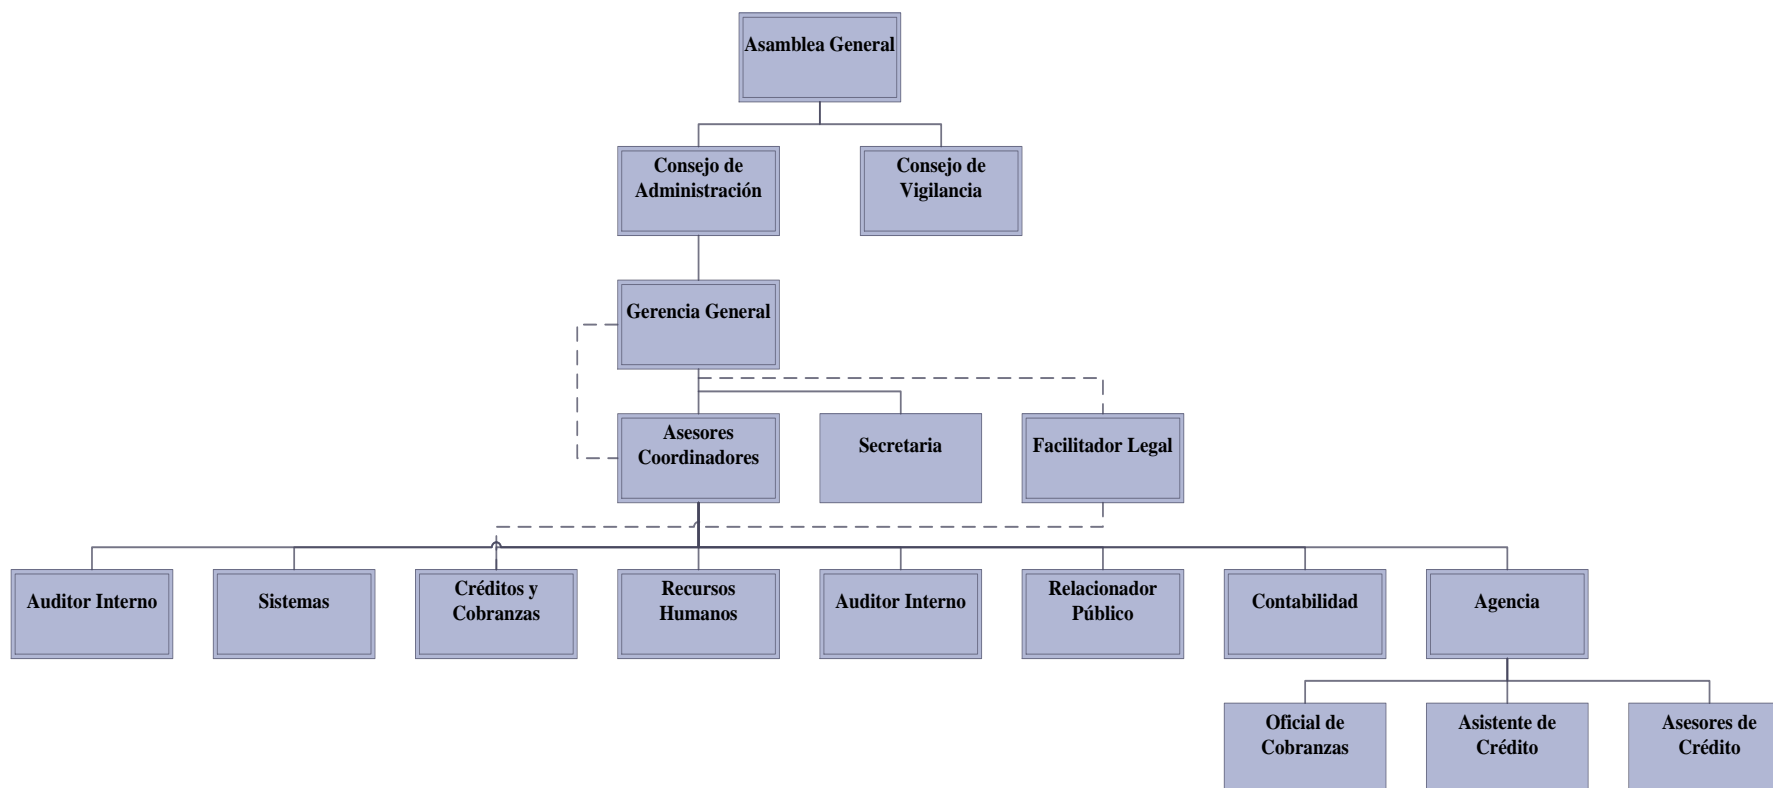 Asamblea General
Consejo de
Administración
Consejo de
Vigilancia
Gerencia General
Asesores
Coordinadores
Secretaria
Facilitador Legal
Auditor Interno
Sistemas
Créditos y
Cobranzas
Recursos
Humanos
Auditor Interno
Relacionador
Público
Contabilidad
Agencia
Oficial de
Cobranzas
Asistente de
Crédito
Asesores de
Crédito